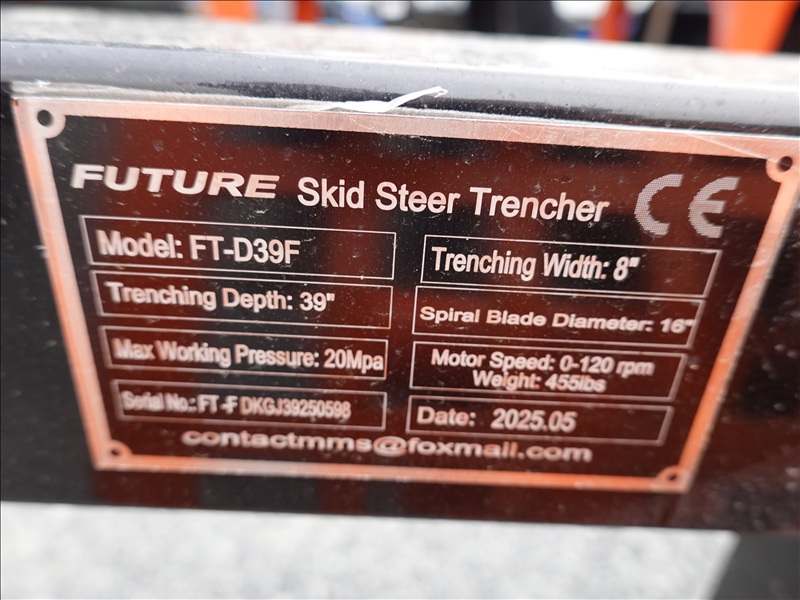 FUTURE Skid Steer Trencher CE
Model: FT-D39F
Trenching Width: 8"
Trenching Depth: 39"
Spiral Blade Diameter: 16"
Max Working Pressure: 20Mpa
Motor Speed: 0-120 rpm
Weight: 455lbs
Serial No.: FT-F DKGJ39250598
Date: 2025.05
contactmms@foxmail.com